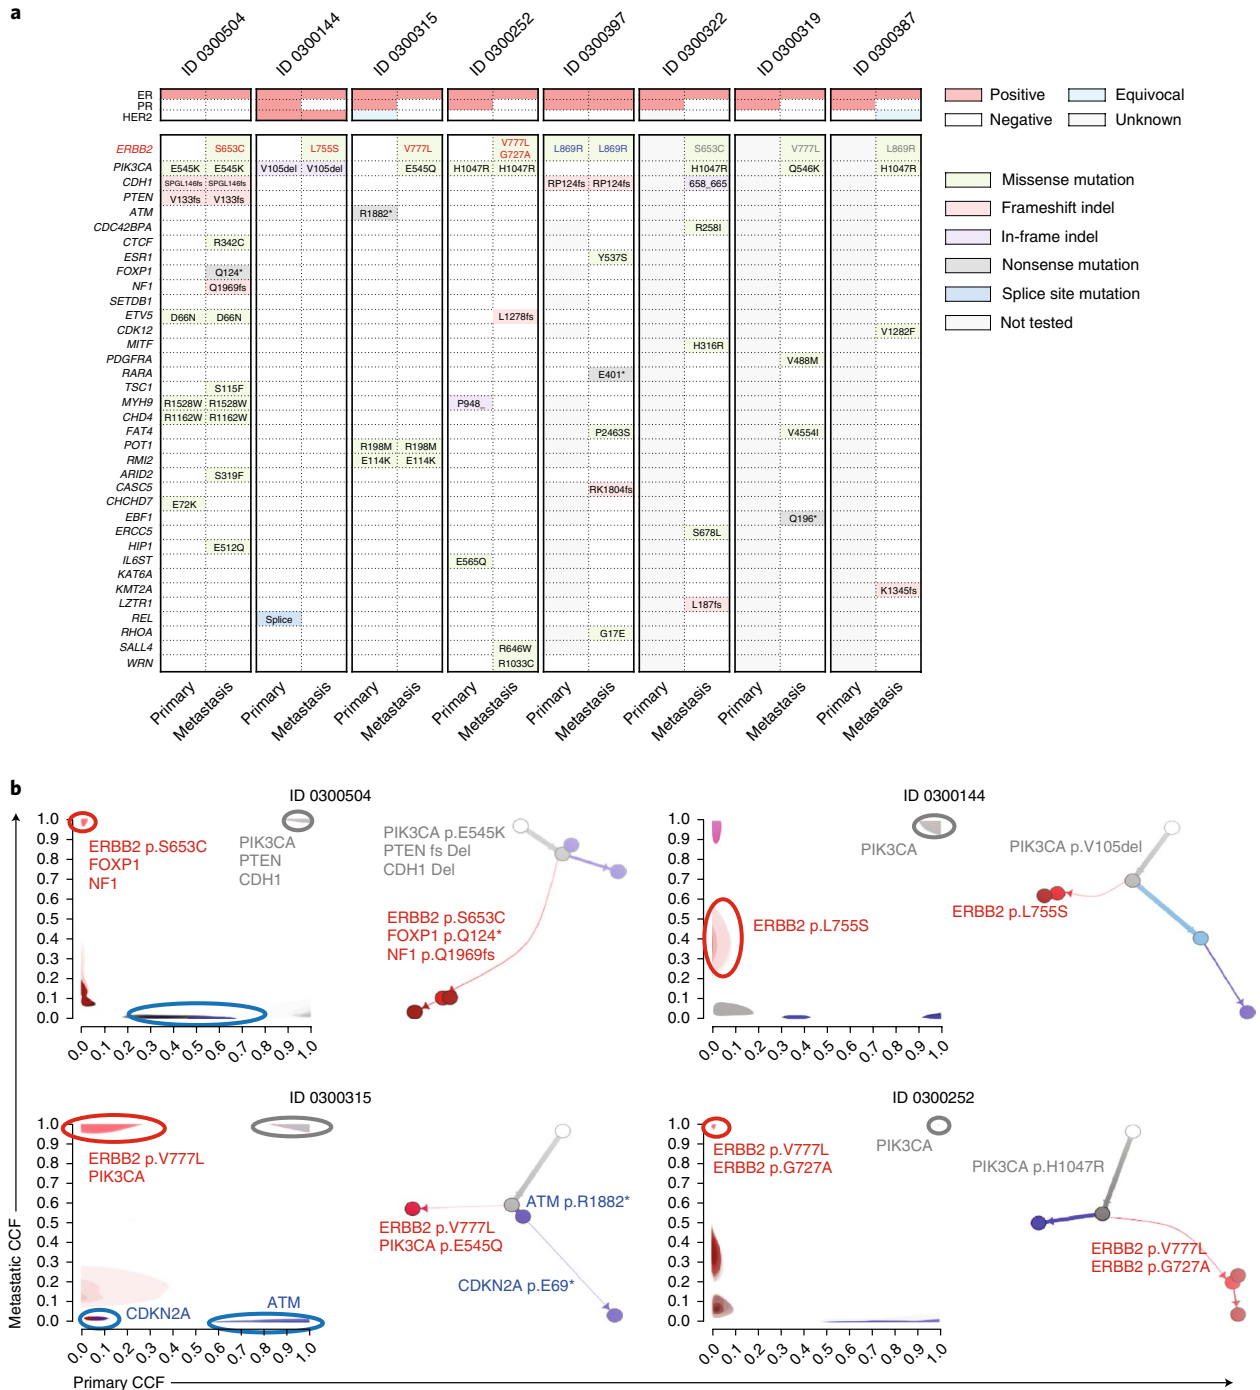 a
ID 0300504 ID 0300144 ID 0300315 ID 0300252 ID 0300397 ID 0300322 ID 0300319 ID 0300387
ER
PR
HER2
Positive Equivocal
Negative Unknown
ERBB2 S653C L755S V777L V777L G727A L869R L869R S653C V777L L869R
PIK3CA E545K E545K V105del V105del E545Q H1047R H1047R H1047R Q546K H1047R
CDH1 SPGL146fs SPGL146fs RP124fs RP124fs 658_665
PTEN V133fs V133fs
ATM R1882*
CDC42BPA R258I
CTCF R342C
ESR1 Y537S
FOXP1 Q124*
NF1 Q1969fs
SETDB1
ETV5 D66N D66N L1278fs
CDK12 V1282F
MITF H316R
PDGFRA V488M
RARA E401*
TSC1 S115F
MYH9 R1528W R1528W P948_
CHD4 R1162W R1162W
FAT4 P2463S V4554I
POT1 R198M R198M
RMI2 E114K E114K
ARID2 S319F
CASC5 RK1804fs
CHCHD7 E72K
EBF1 Q196*
ERCC5 S678L
HIP1 E512Q
IL6ST E565Q
KAT6A
KMT2A K1345fs
LZTR1 L187fs
REL Splice
RHOA G17E
SALL4 R646W
WRN R1033C
Missense mutation
Frameshift indel
In-frame indel
Nonsense mutation
Splice site mutation
Not tested
Primary Metastasis Primary Metastasis Primary Metastasis Primary Metastasis Primary Metastasis Primary Metastasis Primary Metastasis Primary Metastasis
b
Metastatic CCF
ID 0300504
1.0
0.9
0.8
0.7
0.6
0.5
0.4
0.3
0.2
0.1
0.0
ERBB2 p.S653C
FOXP1
NF1
PIK3CA
PTEN
CDH1
0.0 0.1 0.2 0.3 0.4 0.5 0.6 0.7 0.8 0.9 1.0
PIK3CA p.E545K
PTEN fs Del
CDH1 Del
ERBB2 p.S653C
FOXP1 p.Q124*
NF1 p.Q1969fs
ID 0300144
1.0
0.9
0.8
0.7
0.6
0.5
0.4
0.3
0.2
0.1
0.0
PIK3CA
ERBB2 p.L755S
0.0 0.1 0.2 0.3 0.4 0.5 0.6 0.7 0.8 0.9 1.0
PIK3CA p.V105del
ERBB2 p.L755S
ID 0300315
1.0
0.9
0.8
0.7
0.6
0.5
0.4
0.3
0.2
0.1
0.0
ERBB2 p.V777L
PIK3CA
CDKN2A
ATM
0.0 0.1 0.2 0.3 0.4 0.5 0.6 0.7 0.8 0.9 1.0
ATM p.R1882*
ERBB2 p.V777L
PIK3CA p.E545Q
CDKN2A p.E69*
ID 0300252
1.0
0.9
0.8
0.7
0.6
0.5
0.4
0.3
0.2
0.1
0.0
ERBB2 p.V777L
ERBB2 p.G727A
PIK3CA
0.0 0.1 0.2 0.3 0.4 0.5 0.6 0.7 0.8 0.9 1.0
PIK3CA p.H1047R
ERBB2 p.V777L
ERBB2 p.G727A
Primary CCF